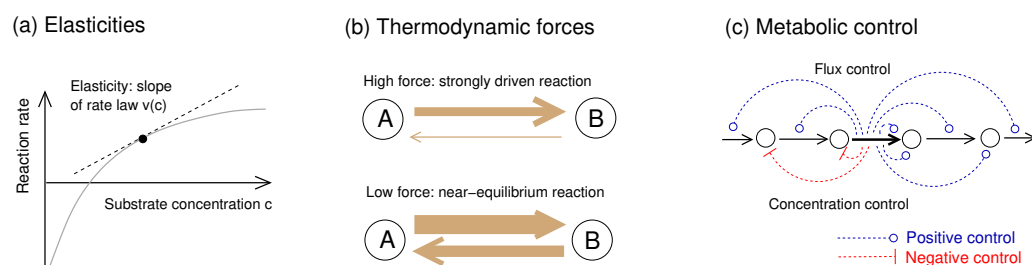 (a) Elasticities
Elasticity: slope
of rate law v(c)
Reaction rate
Substrate concentration c
(b) Thermodynamic forces
High force: strongly driven reaction
A
B
Low force: near−equilibrium reaction
A
B
(c) Metabolic control
Flux control
Concentration control
Positive control
Negative control